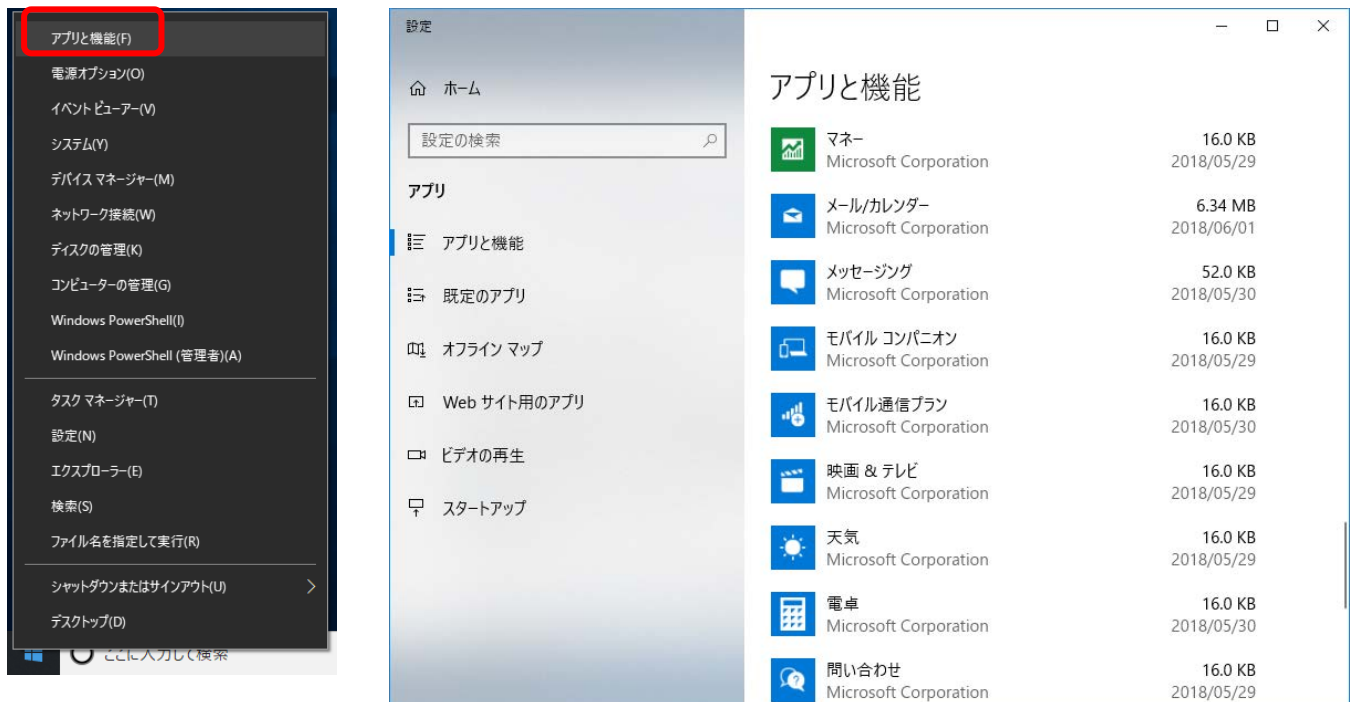 アプリと機能(F)
電源オプション(O)
イベント ビューアー(V)
システム(Y)
デバイス マネージャー(M)
ネットワーク接続(W)
ディスクの管理(K)
コンピューターの管理(G)
Windows PowerShell(I)
Windows PowerShell (管理者)(A)
タスク マネージャー(T)
設定(N)
エクスプローラー(E)
検索(S)
ファイル名を指定して実行(R)
シャットダウンまたはサインアウト(U)
デスクトップ(D)
ここに入力して検索
設定
ホーム
設定の検索
アプリ
アプリと機能
既定のアプリ
オフライン マップ
Web サイト用のアプリ
ビデオの再生
スタートアップ
アプリと機能
マネー 16.0 KB
Microsoft Corporation 2018/05/29
メール/カレンダー 6.34 MB
Microsoft Corporation 2018/06/01
メッセージング 52.0 KB
Microsoft Corporation 2018/05/30
モバイル コンパニオン 16.0 KB
Microsoft Corporation 2018/05/29
モバイル通信プラン 16.0 KB
Microsoft Corporation 2018/05/30
映画 & テレビ 16.0 KB
Microsoft Corporation 2018/05/29
天気 16.0 KB
Microsoft Corporation 2018/05/29
電卓 16.0 KB
Microsoft Corporation 2018/05/30
問い合わせ 16.0 KB
Microsoft Corporation 2018/05/29